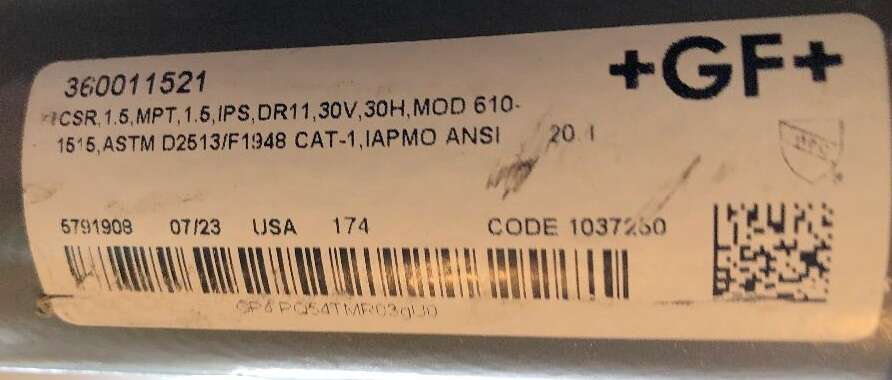 +GF+
360011521
CSR,1.5,MPT,1.5,IPS,DR11,30V,30H,MOD 610-
1515,ASTM D2513/F1948 CAT-1,IAPMO ANSI
5791908 07/23 USA 174 CODE 1037250